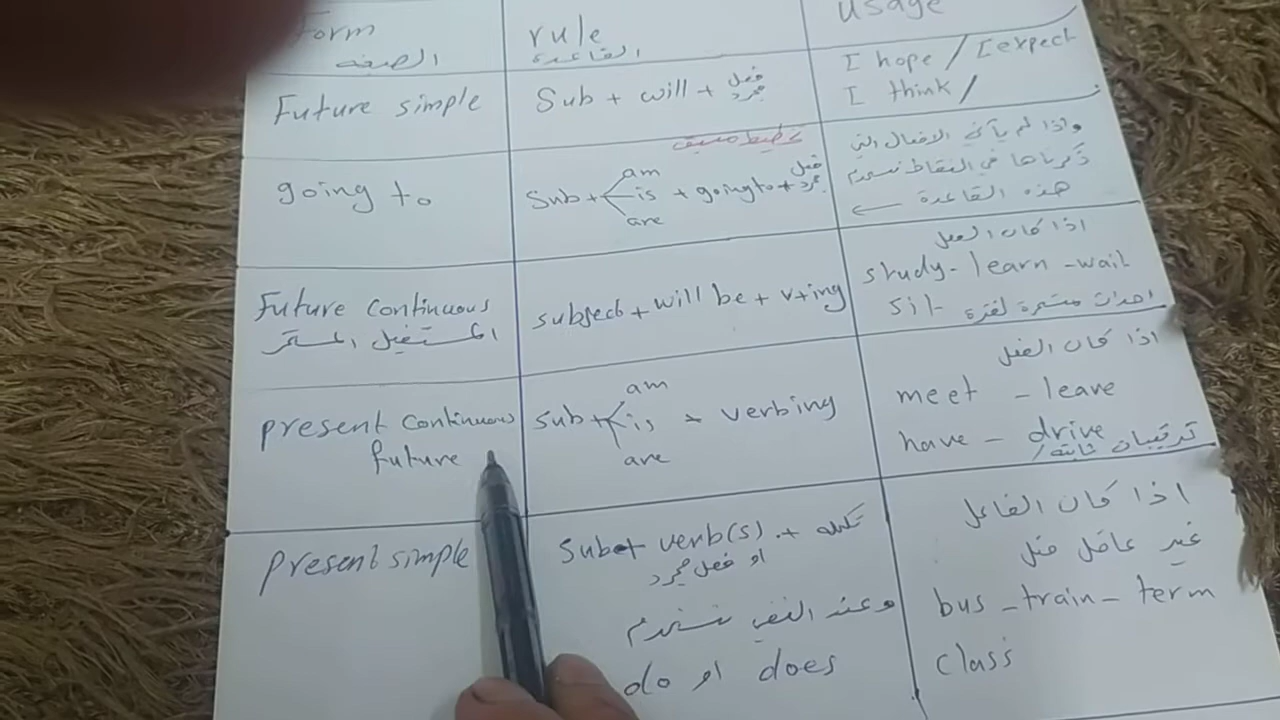 Form
rule
Usage
الصيغه
القاعدة
Future simple
Sub + will + فعل مجرد
I hope / I expect
I think /
going to
تخطيط مسبق
Sub + am is are + going to + فعل مجرد
واذا لم يأتي الافعال التي
ذكرناها في النقاط نستخدم
هذه القاعدة ←
Future continuous
المستقبل المستمر
subject + will be + v+ing
اذا كان الفعل
study - learn - wait
sit - احداث مستمرة لفترة
present continuous
future
sub + am is are + verbing
اذا كان الفعل
meet - leave
have - drive
ترتيبات ثابتة /
present simple
Sub + verb(s) + تكملة
او فعل مجرد
وعند النفي نستخدم
do او does
اذا كان الفاعل
غير عاقل مثل
bus - train - term
class